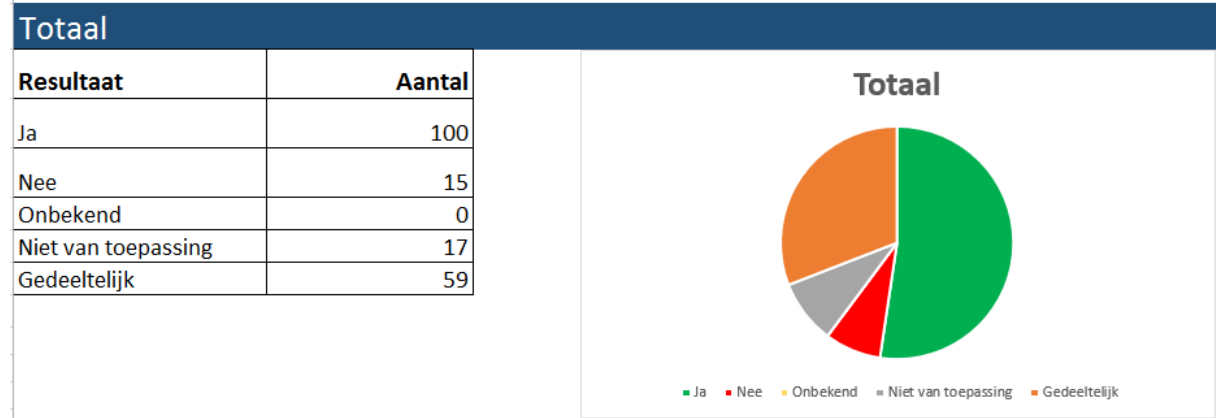 Totaal
Resultaat Aantal
Ja 100
Nee 15
Onbekend 0
Niet van toepassing 17
Gedeeltelijk 59
Totaal
Ja Nee Onbekend Niet van toepassing Gedeeltelijk